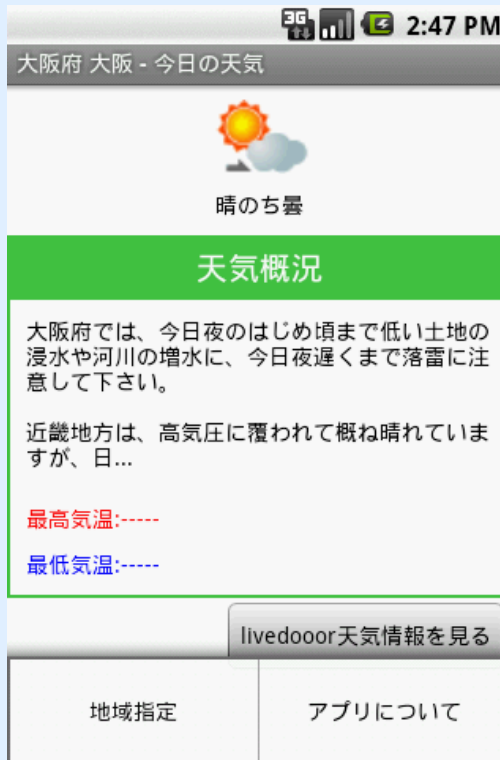 3G 2:47 PM
大阪府 大阪 - 今日の天気
晴のち曇
天気概況
大阪府では、今日夜のはじめ頃まで低い土地の
浸水や河川の増水に、今日夜遅くまで落雷に注
意して下さい。
近畿地方は、高気圧に覆われて概ね晴れていま
すが、日...
最高気温:-----
最低気温:-----
livedooor天気情報を見る
地域指定
アプリについて